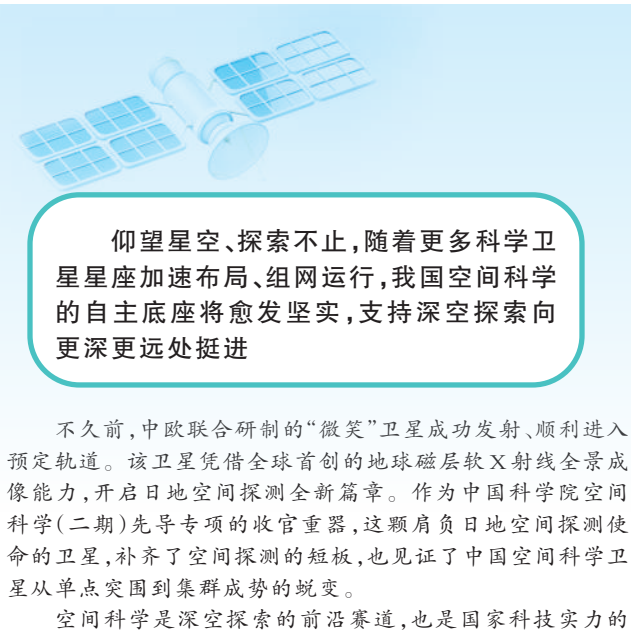 仰望星空、探索不止，随着更多科学卫
星星座加速布局、组网运行，我国空间科学
的自主底座将愈发坚实，支持深空探索向
更深更远处挺进
不久前，中欧联合研制的“微笑”卫星成功发射、顺利进入
预定轨道。该卫星凭借全球首创的地球磁层软X射线全景成
像能力，开启日地空间探测全新篇章。作为中国科学院空间
科学(二期)先导专项的收官重器，这颗肩负日地空间探测使
命的卫星，补齐了空间探测的短板，也见证了中国空间科学卫
星从单点突围到集群成势的蜕变。
空间科学是深空探索的前沿赛道，也是国家科技实力的